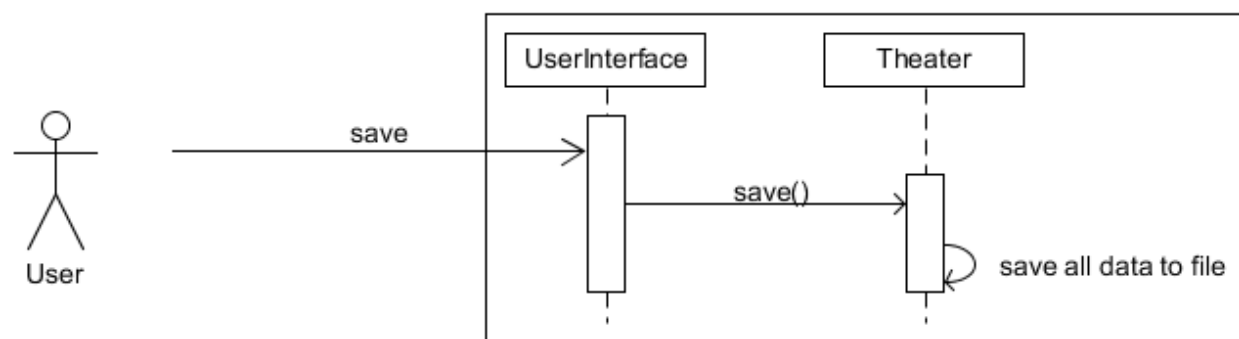 UserInterface
Theater
save
save()
save all data to file
User